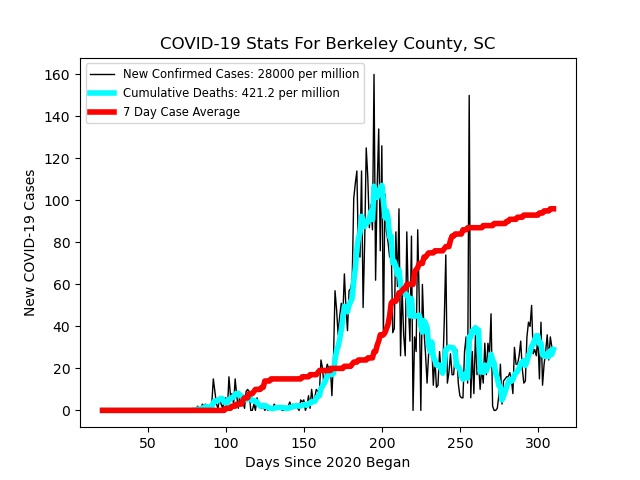 COVID-19 Stats For Berkeley County, SC
New Confirmed Cases: 28000 per million
Cumulative Deaths: 421.2 per million
7 Day Case Average
160
140
120
100
80
60
40
20
0
New COVID-19 Cases
50 100 150 200 250 300
Days Since 2020 Began